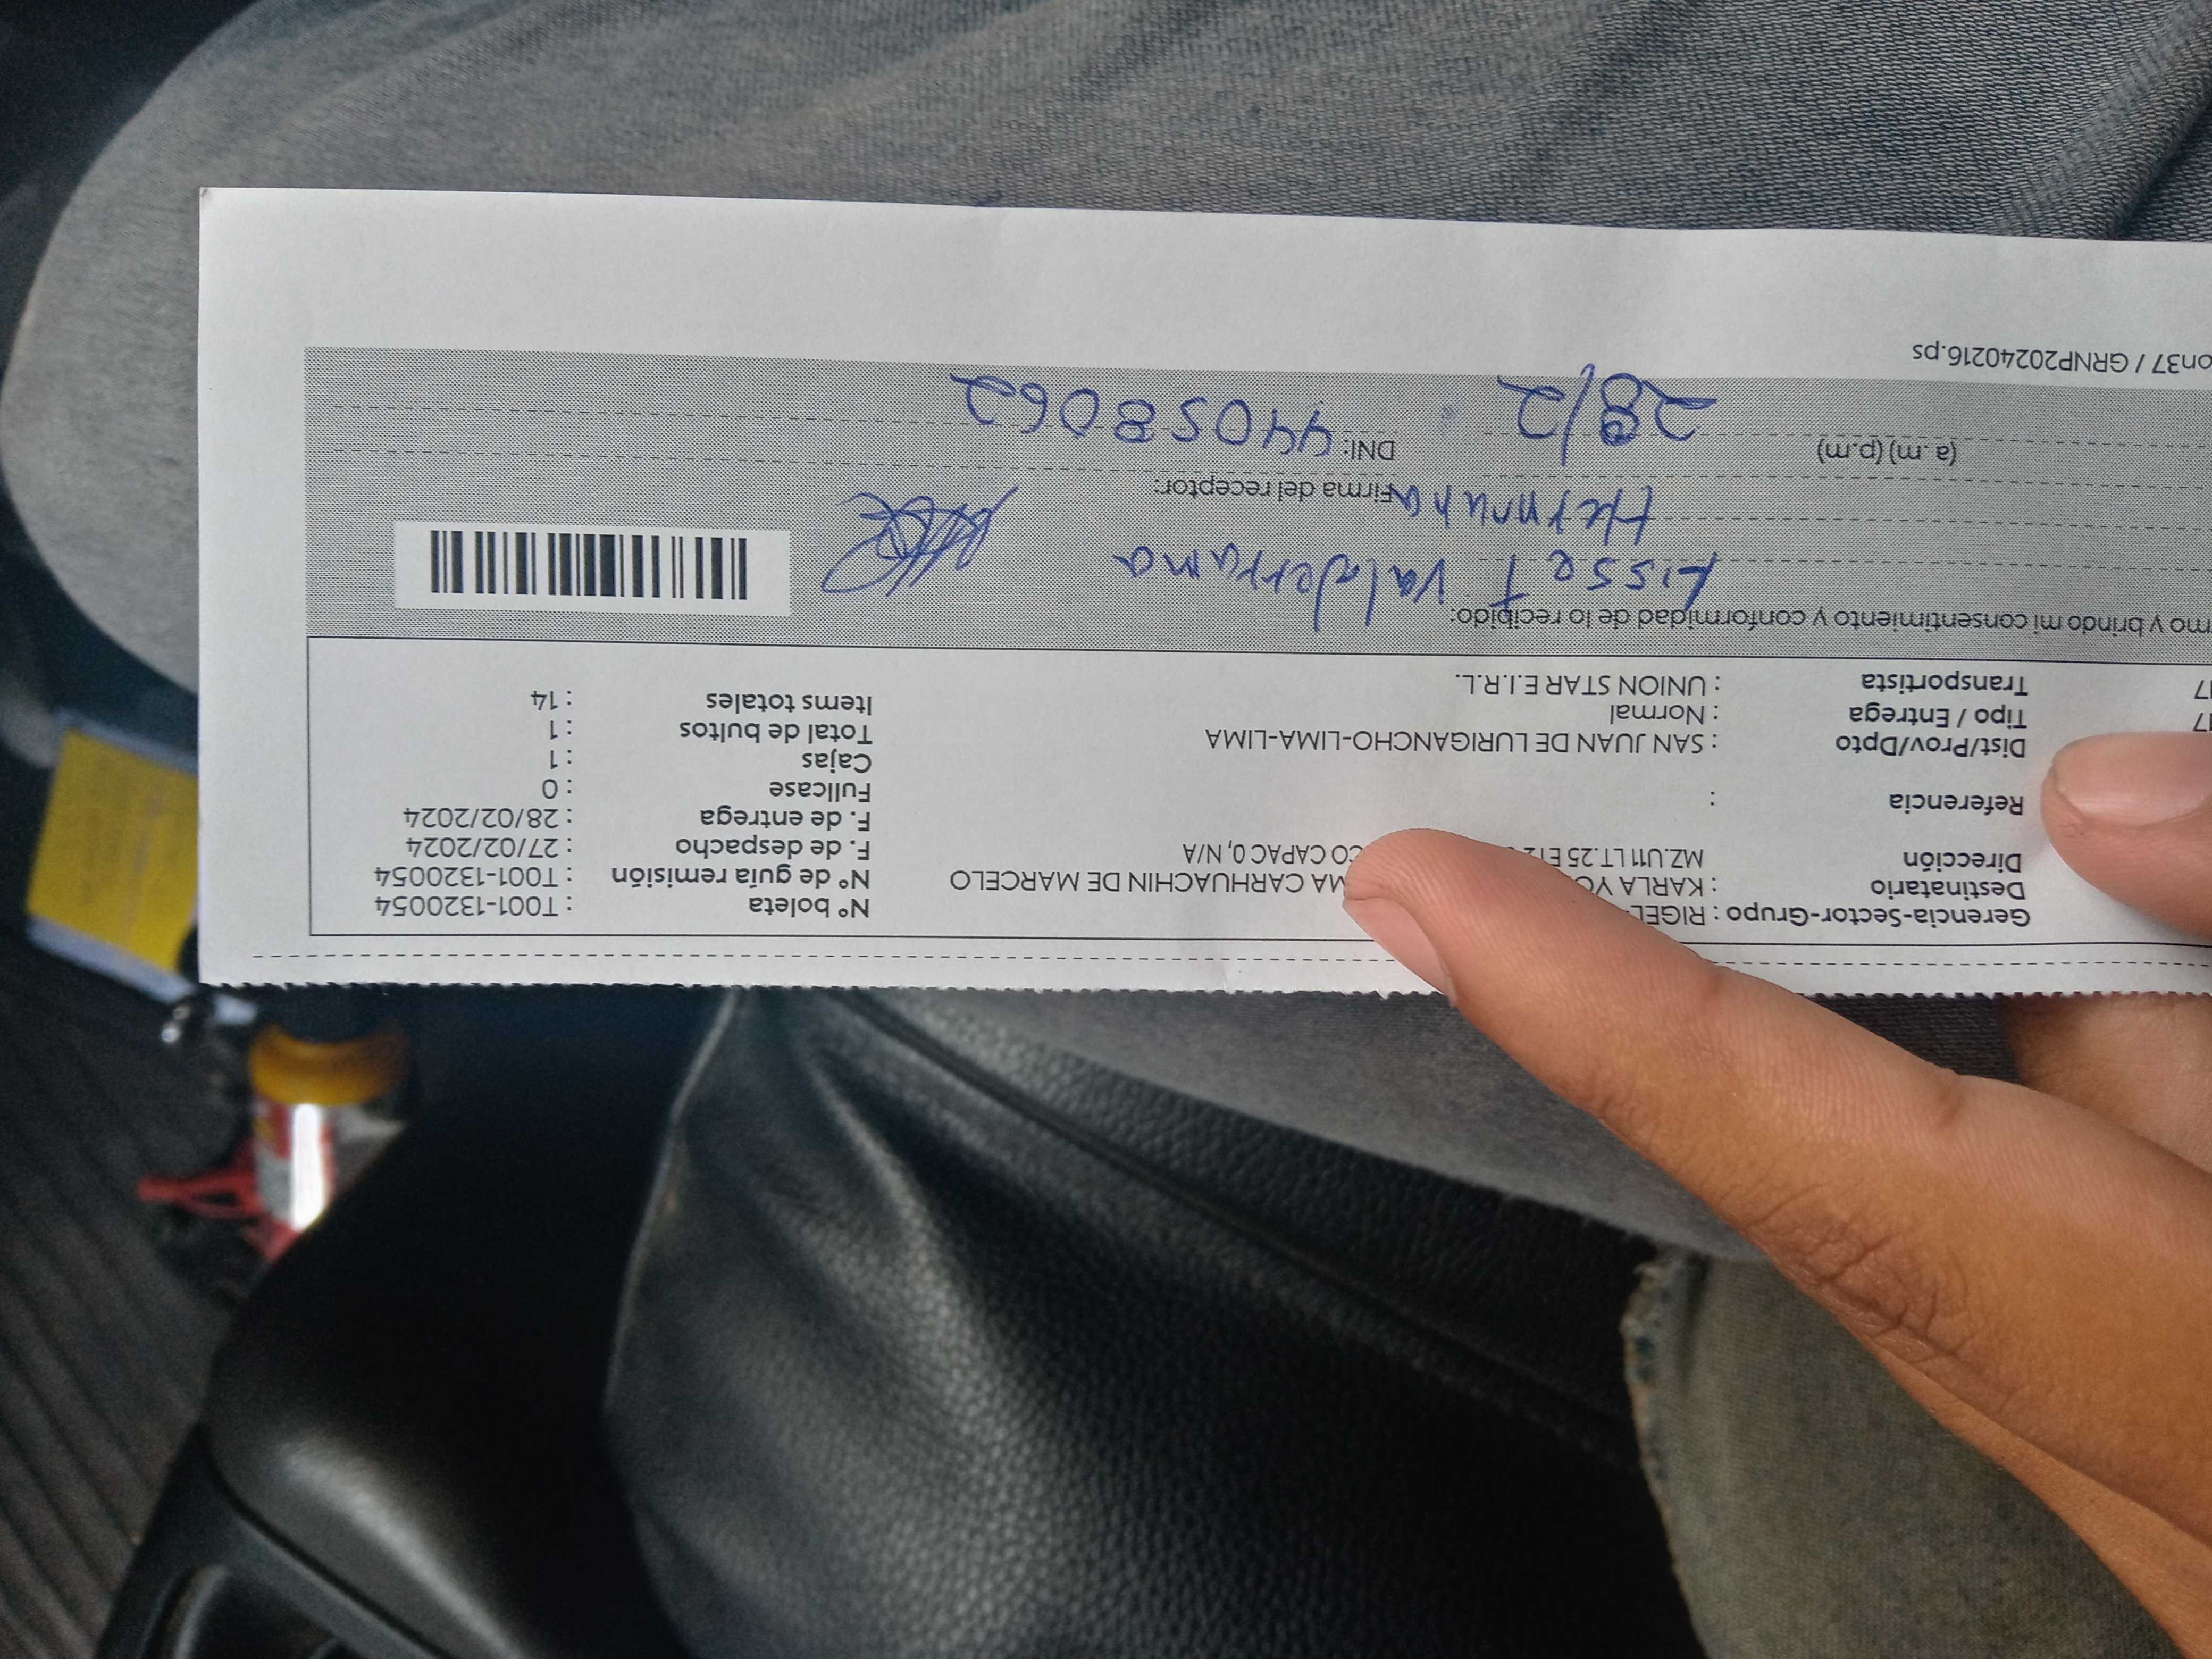 Gerencia-Sector-Grupo : RIGEL
Destinatario : KARLA MA CARHUACHIN DE MARCELO
Dirección MZ.U11 LT.25 CO CAPAC 0, N/A
Referencia :
Dist/Prov/Dpto : SAN JUAN DE LURIGANCHO-LIMA-LIMA
Tipo / Entrega : Normal
Transportista : UNION STAR E.I.R.L.
N° boleta : T001-1320054
N° de guía remisión : T001-1320054
F. de despacho : 27/02/2024
F. de entrega : 28/02/2024
Fullcase : 0
Cajas : 1
Total de bultos : 1
Items totales : 14
mo y brindo mi consentimiento y conformidad de lo recibido:
Lisset Valderrama
Hermana Firma del receptor:
(a.m) (p.m) 28/2 DNI: 44058062
on37 / GRNP20240216.ps